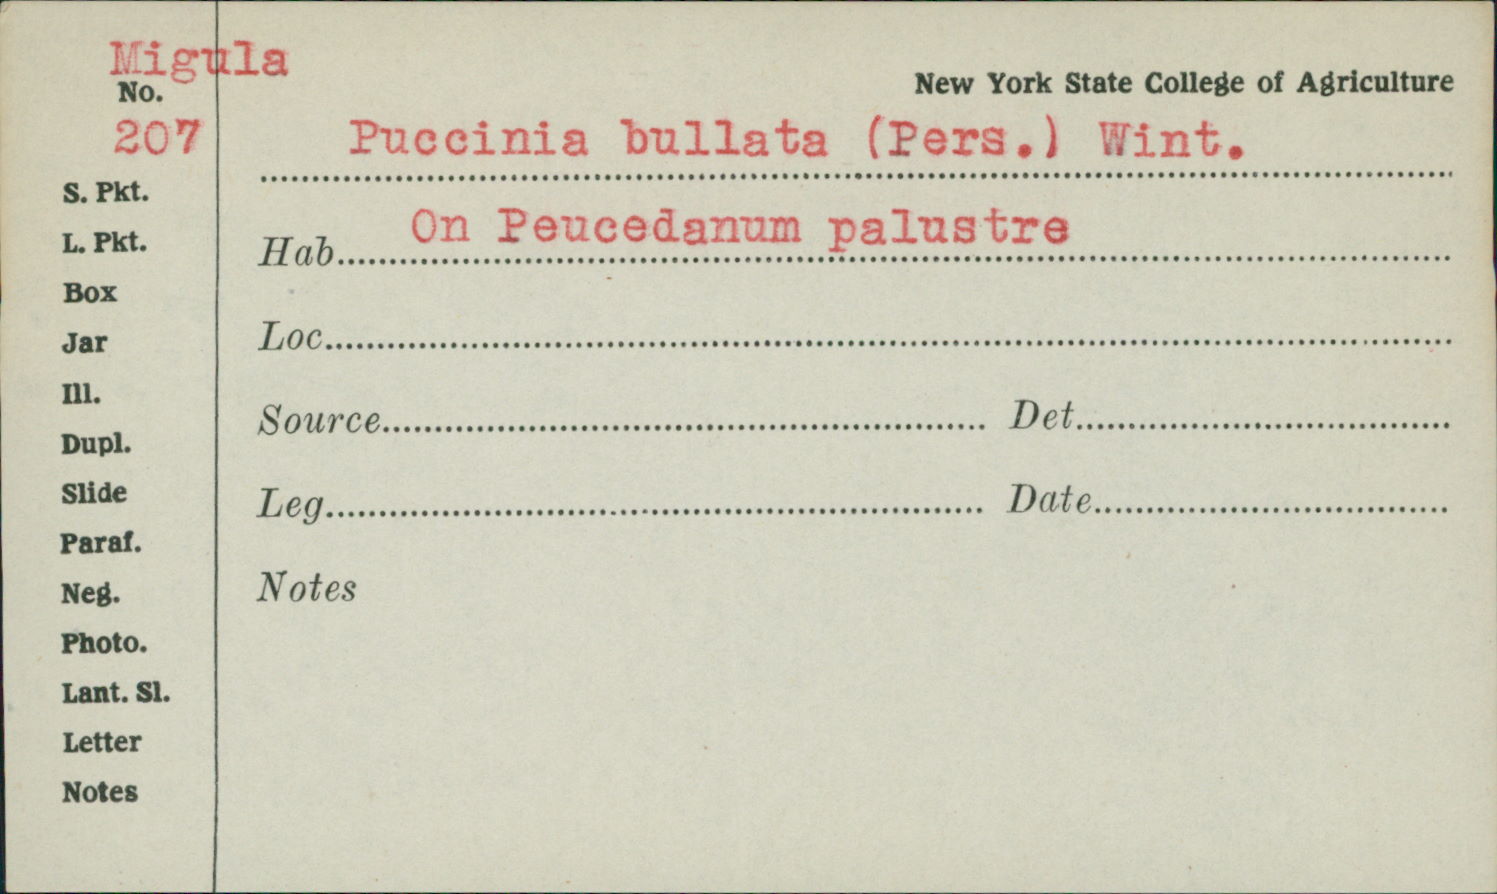 Migula
No.
207
S. Pkt.
L. Pkt.
Box
Jar
Ill.
Dupl.
Slide
Paraf.
Neg.
Photo.
Lant. Sl.
Letter
Notes
New York State College of Agriculture
Puccinia bullata (Pers.) Wint.
Hab. On Peucedanum palustre
Loc.
Source Det.
Leg. Date
Notes